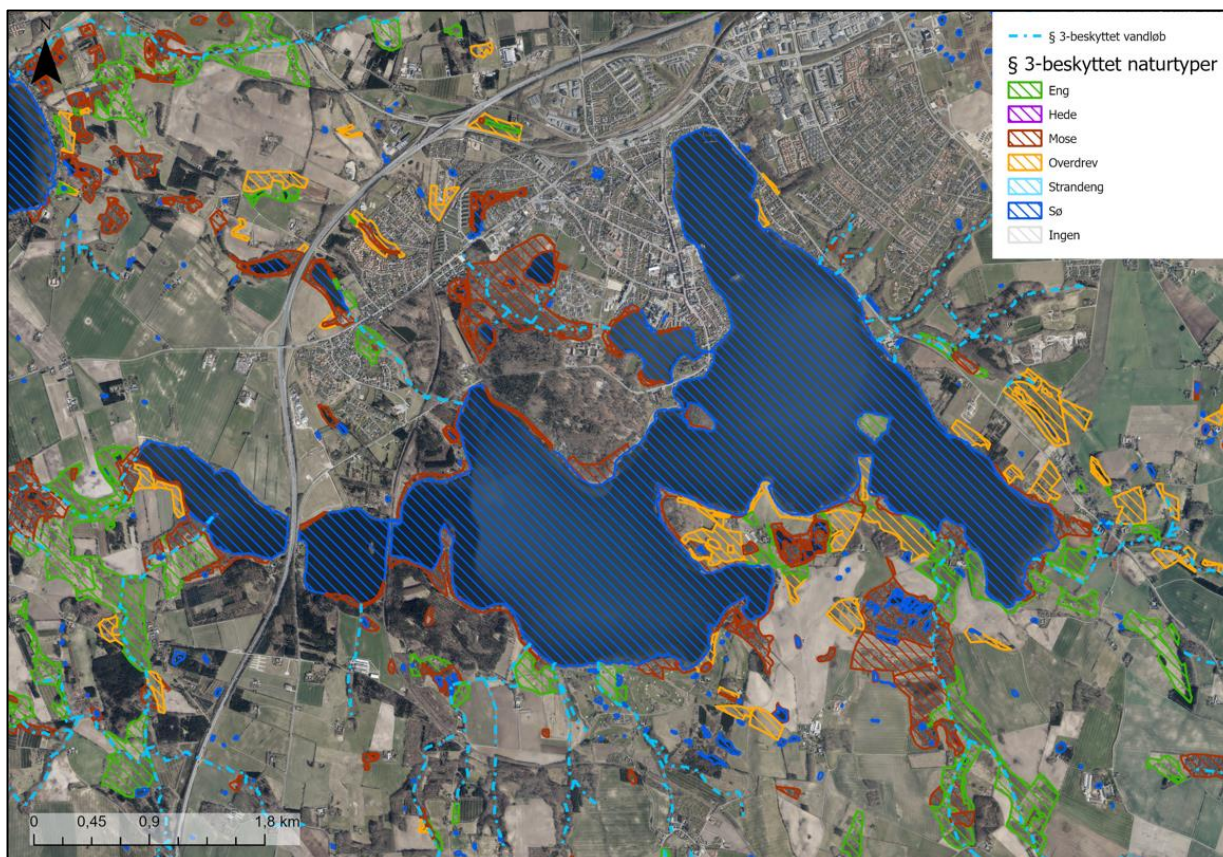 N
§ 3-beskyttet vandløb
§ 3-beskyttet naturtyper
Eng
Hede
Mose
Overdrev
Strandeng
Sø
Ingen
0 0,45 0,9 1,8 km